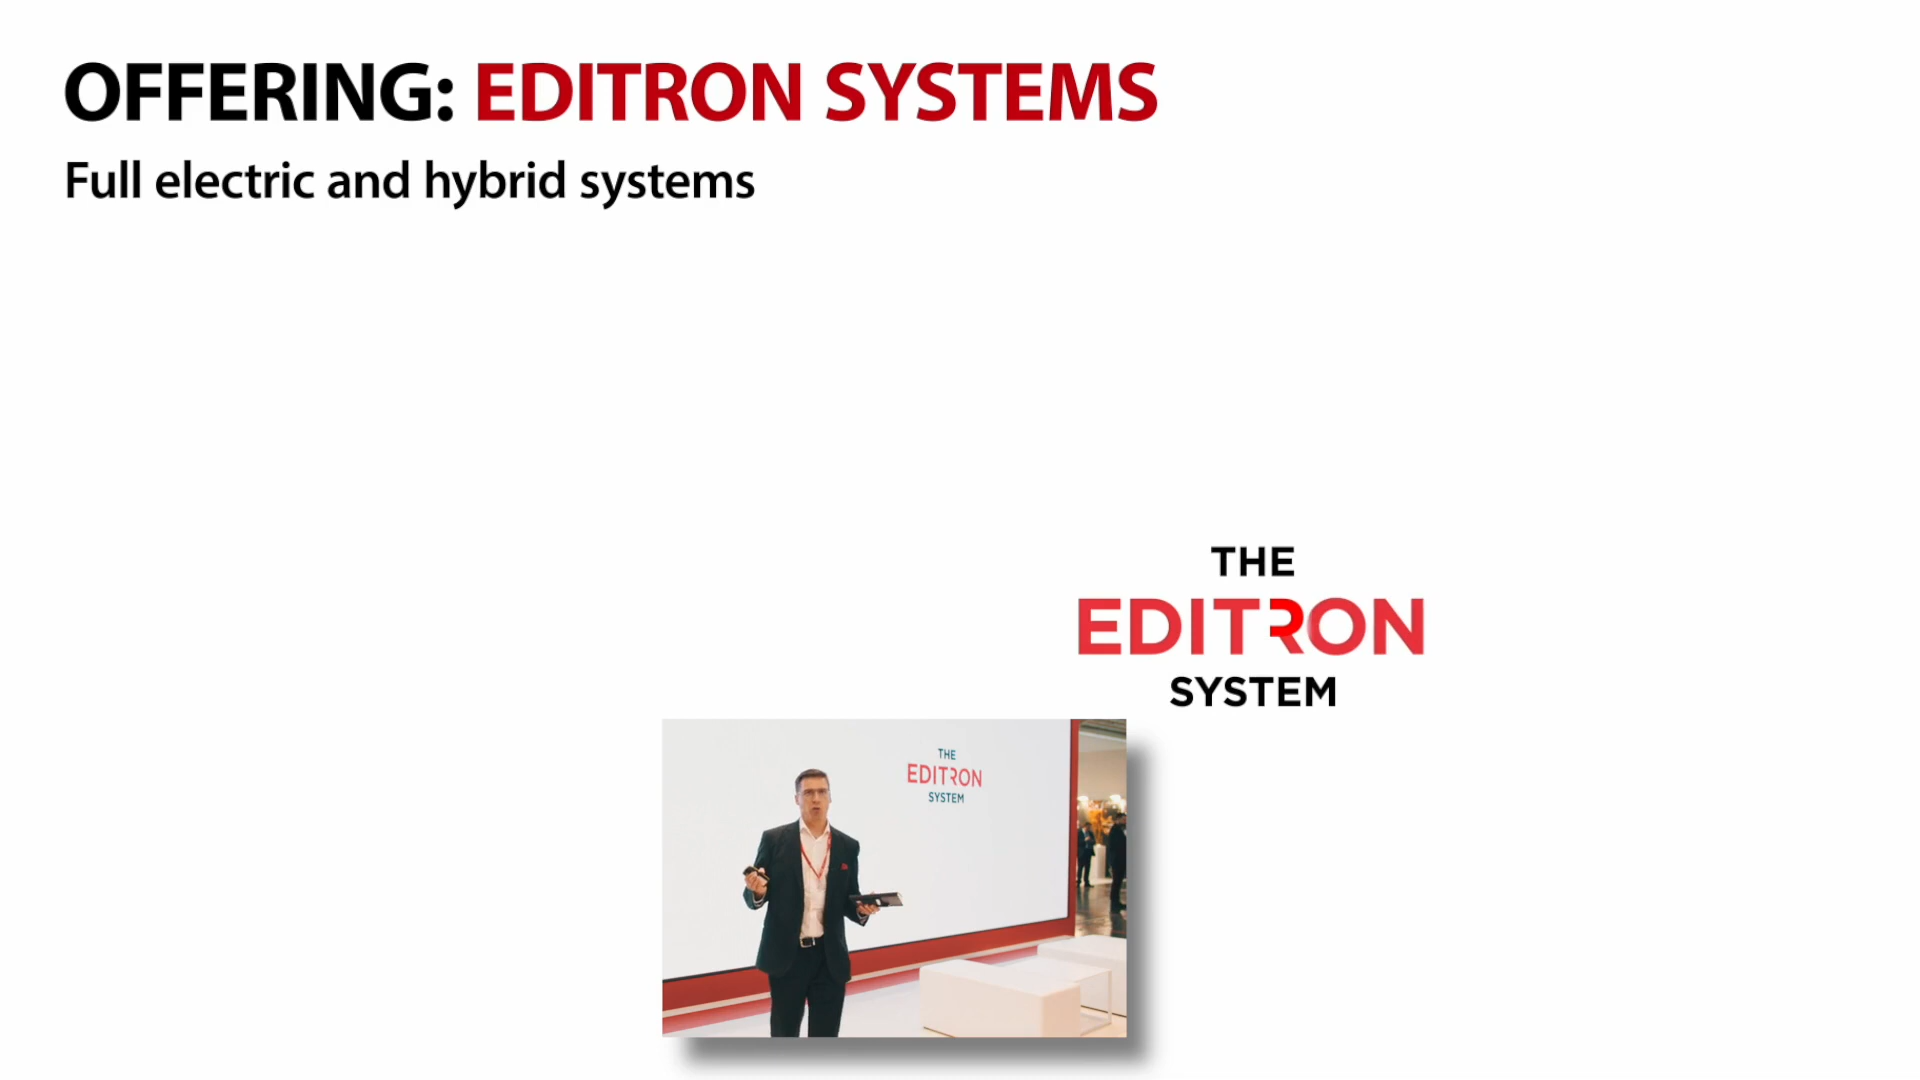 OFFERING: EDITRON SYSTEMS
Full electric and hybrid systems
THE
EDITRON
SYSTEM
THE
EDITRON
SYSTEM